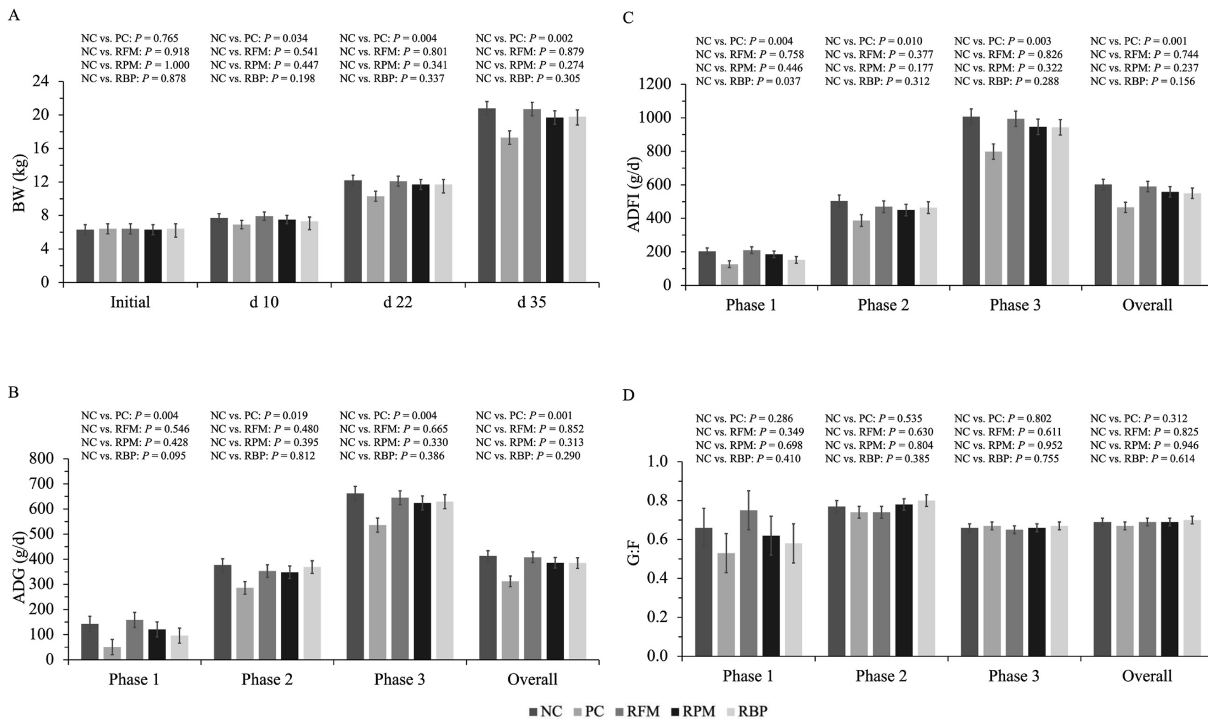 A
NC vs. PC: P = 0.765
NC vs. RFM: P = 0.918
NC vs. RPM: P = 1.000
NC vs. RBP: P = 0.878
NC vs. PC: P = 0.034
NC vs. RFM: P = 0.541
NC vs. RPM: P = 0.447
NC vs. RBP: P = 0.198
NC vs. PC: P = 0.004
NC vs. RFM: P = 0.801
NC vs. RPM: P = 0.341
NC vs. RBP: P = 0.337
NC vs. PC: P = 0.002
NC vs. RFM: P = 0.879
NC vs. RPM: P = 0.274
NC vs. RBP: P = 0.305
BW (kg)
24
20
16
12
8
4
0
Initial
d 10
d 22
d 35
B
NC vs. PC: P = 0.004
NC vs. RFM: P = 0.546
NC vs. RPM: P = 0.428
NC vs. RBP: P = 0.095
NC vs. PC: P = 0.019
NC vs. RFM: P = 0.480
NC vs. RPM: P = 0.395
NC vs. RBP: P = 0.812
NC vs. PC: P = 0.004
NC vs. RFM: P = 0.665
NC vs. RPM: P = 0.330
NC vs. RBP: P = 0.386
NC vs. PC: P = 0.001
NC vs. RFM: P = 0.852
NC vs. RPM: P = 0.313
NC vs. RBP: P = 0.290
ADG (g/d)
800
700
600
500
400
300
200
100
0
Phase 1
Phase 2
Phase 3
Overall
C
NC vs. PC: P = 0.004
NC vs. RFM: P = 0.758
NC vs. RPM: P = 0.446
NC vs. RBP: P = 0.037
NC vs. PC: P = 0.010
NC vs. RFM: P = 0.377
NC vs. RPM: P = 0.177
NC vs. RBP: P = 0.312
NC vs. PC: P = 0.003
NC vs. RFM: P = 0.826
NC vs. RPM: P = 0.322
NC vs. RBP: P = 0.288
NC vs. PC: P = 0.001
NC vs. RFM: P = 0.744
NC vs. RPM: P = 0.237
NC vs. RBP: P = 0.156
ADFI (g/d)
1200
1000
800
600
400
200
0
Phase 1
Phase 2
Phase 3
Overall
D
NC vs. PC: P = 0.286
NC vs. RFM: P = 0.349
NC vs. RPM: P = 0.698
NC vs. RBP: P = 0.410
NC vs. PC: P = 0.535
NC vs. RFM: P = 0.630
NC vs. RPM: P = 0.804
NC vs. RBP: P = 0.385
NC vs. PC: P = 0.802
NC vs. RFM: P = 0.611
NC vs. RPM: P = 0.952
NC vs. RBP: P = 0.755
NC vs. PC: P = 0.312
NC vs. RFM: P = 0.825
NC vs. RPM: P = 0.946
NC vs. RBP: P = 0.614
G:F
1.0
0.8
0.6
0.4
0.2
0.0
Phase 1
Phase 2
Phase 3
Overall
NC PC RFM RPM RBP